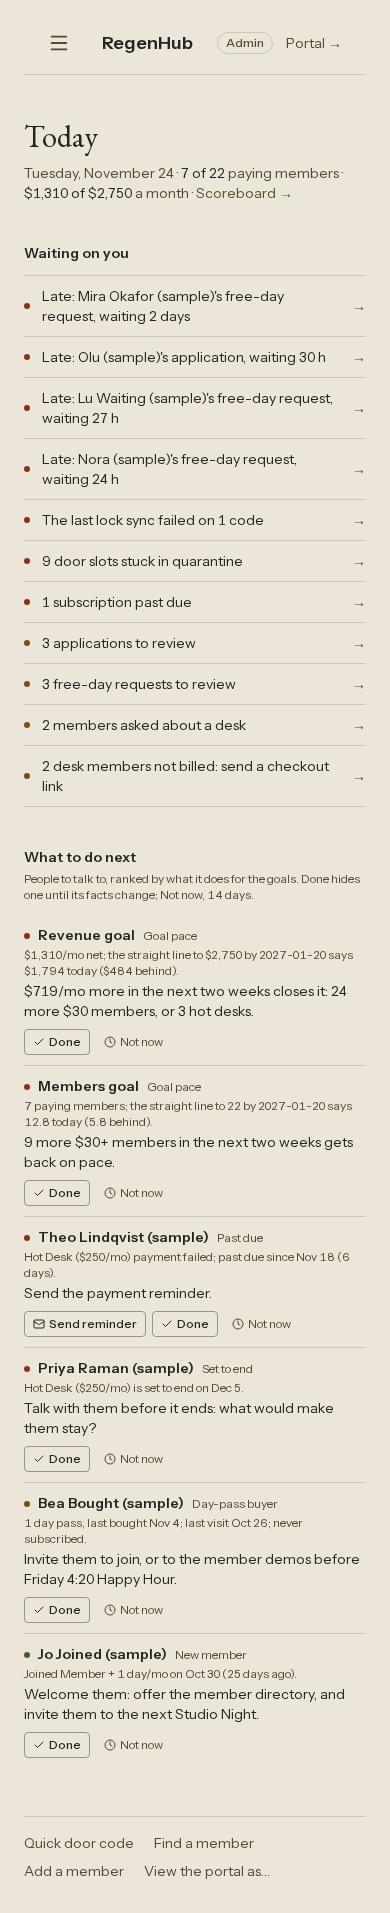 RegenHub Admin Portal →
Today
Tuesday, November 24 · 7 of 22 paying members ·
$1,310 of $2,750 a month · Scoreboard →
Waiting on you
Late: Mira Okafor (sample)'s free-day
request, waiting 2 days →
Late: Olu (sample)'s application, waiting 30 h →
Late: Lu Waiting (sample)'s free-day request,
waiting 27 h →
Late: Nora (sample)'s free-day request,
waiting 24 h →
The last lock sync failed on 1 code →
9 door slots stuck in quarantine →
1 subscription past due →
3 applications to review →
3 free-day requests to review →
2 members asked about a desk →
2 desk members not billed: send a checkout
link →
What to do next
People to talk to, ranked by what it does for the goals. Done hides
one until its facts change; Not now, 14 days.
Revenue goal Goal pace
$1,310/mo net; the straight line to $2,750 by 2027-01-20 says
$1,794 today ($484 behind).
$719/mo more in the next two weeks closes it: 24
more $30 members, or 3 hot desks.
Done Not now
Members goal Goal pace
7 paying members; the straight line to 22 by 2027-01-20 says
12.8 today (5.8 behind).
9 more $30+ members in the next two weeks gets
back on pace.
Done Not now
Theo Lindqvist (sample) Past due
Hot Desk ($250/mo) payment failed; past due since Nov 18 (6
days).
Send the payment reminder.
Send reminder Done Not now
Priya Raman (sample) Set to end
Hot Desk ($250/mo) is set to end on Dec 5.
Talk with them before it ends: what would make
them stay?
Done Not now
Bea Bought (sample) Day-pass buyer
1 day pass, last bought Nov 4; last visit Oct 26; never
subscribed.
Invite them to join, or to the member demos before
Friday 4:20 Happy Hour.
Done Not now
Jo Joined (sample) New member
Joined Member + 1 day/mo on Oct 30 (25 days ago).
Welcome them: offer the member directory, and
invite them to the next Studio Night.
Done Not now
Quick door code Find a member
Add a member View the portal as...